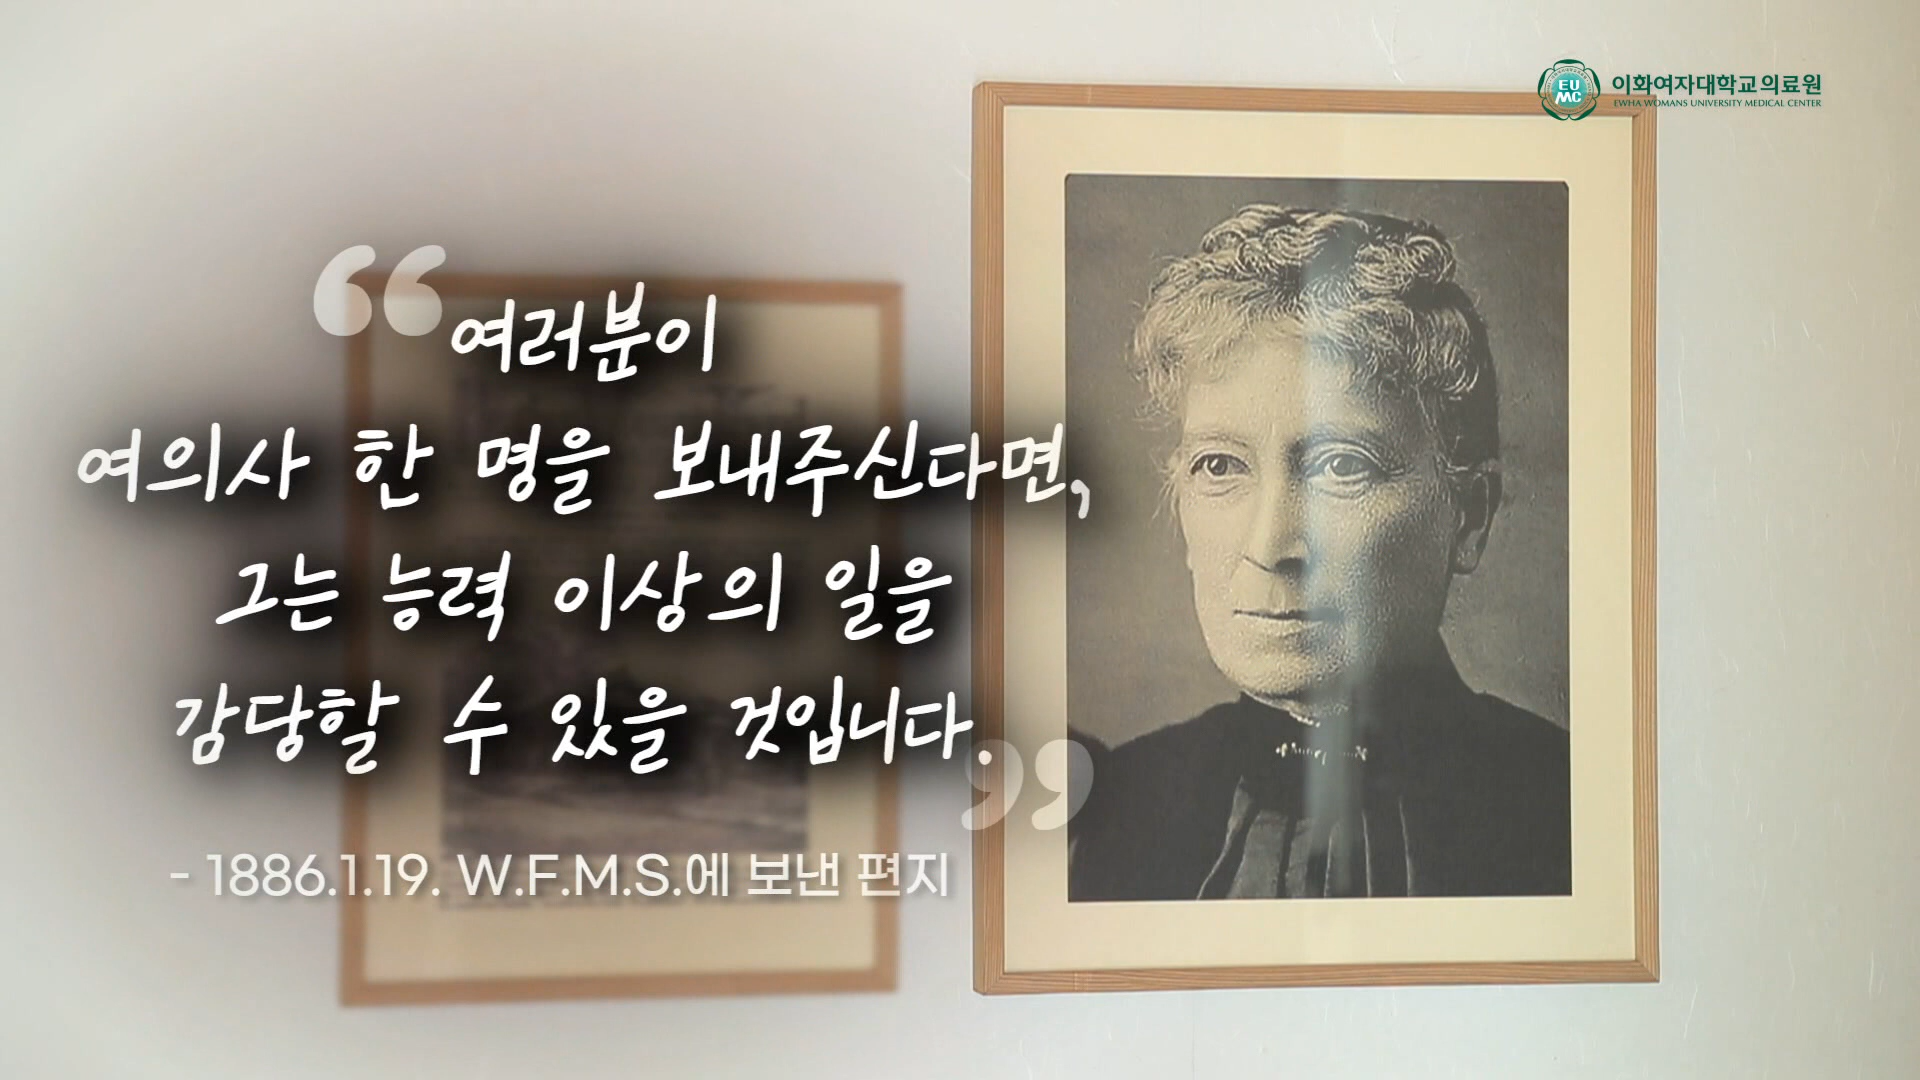 EU
MC
이화여자대학교의료원
EWHA WOMANS UNIVERSITY MEDICAL CENTER
“여러분이
여의사 한 명을 보내주신다면,
그는 능력 이상의 일을
감당할 수 있을 것입니다.”
- 1886.1.19. W.F.M.S.에 보낸 편지